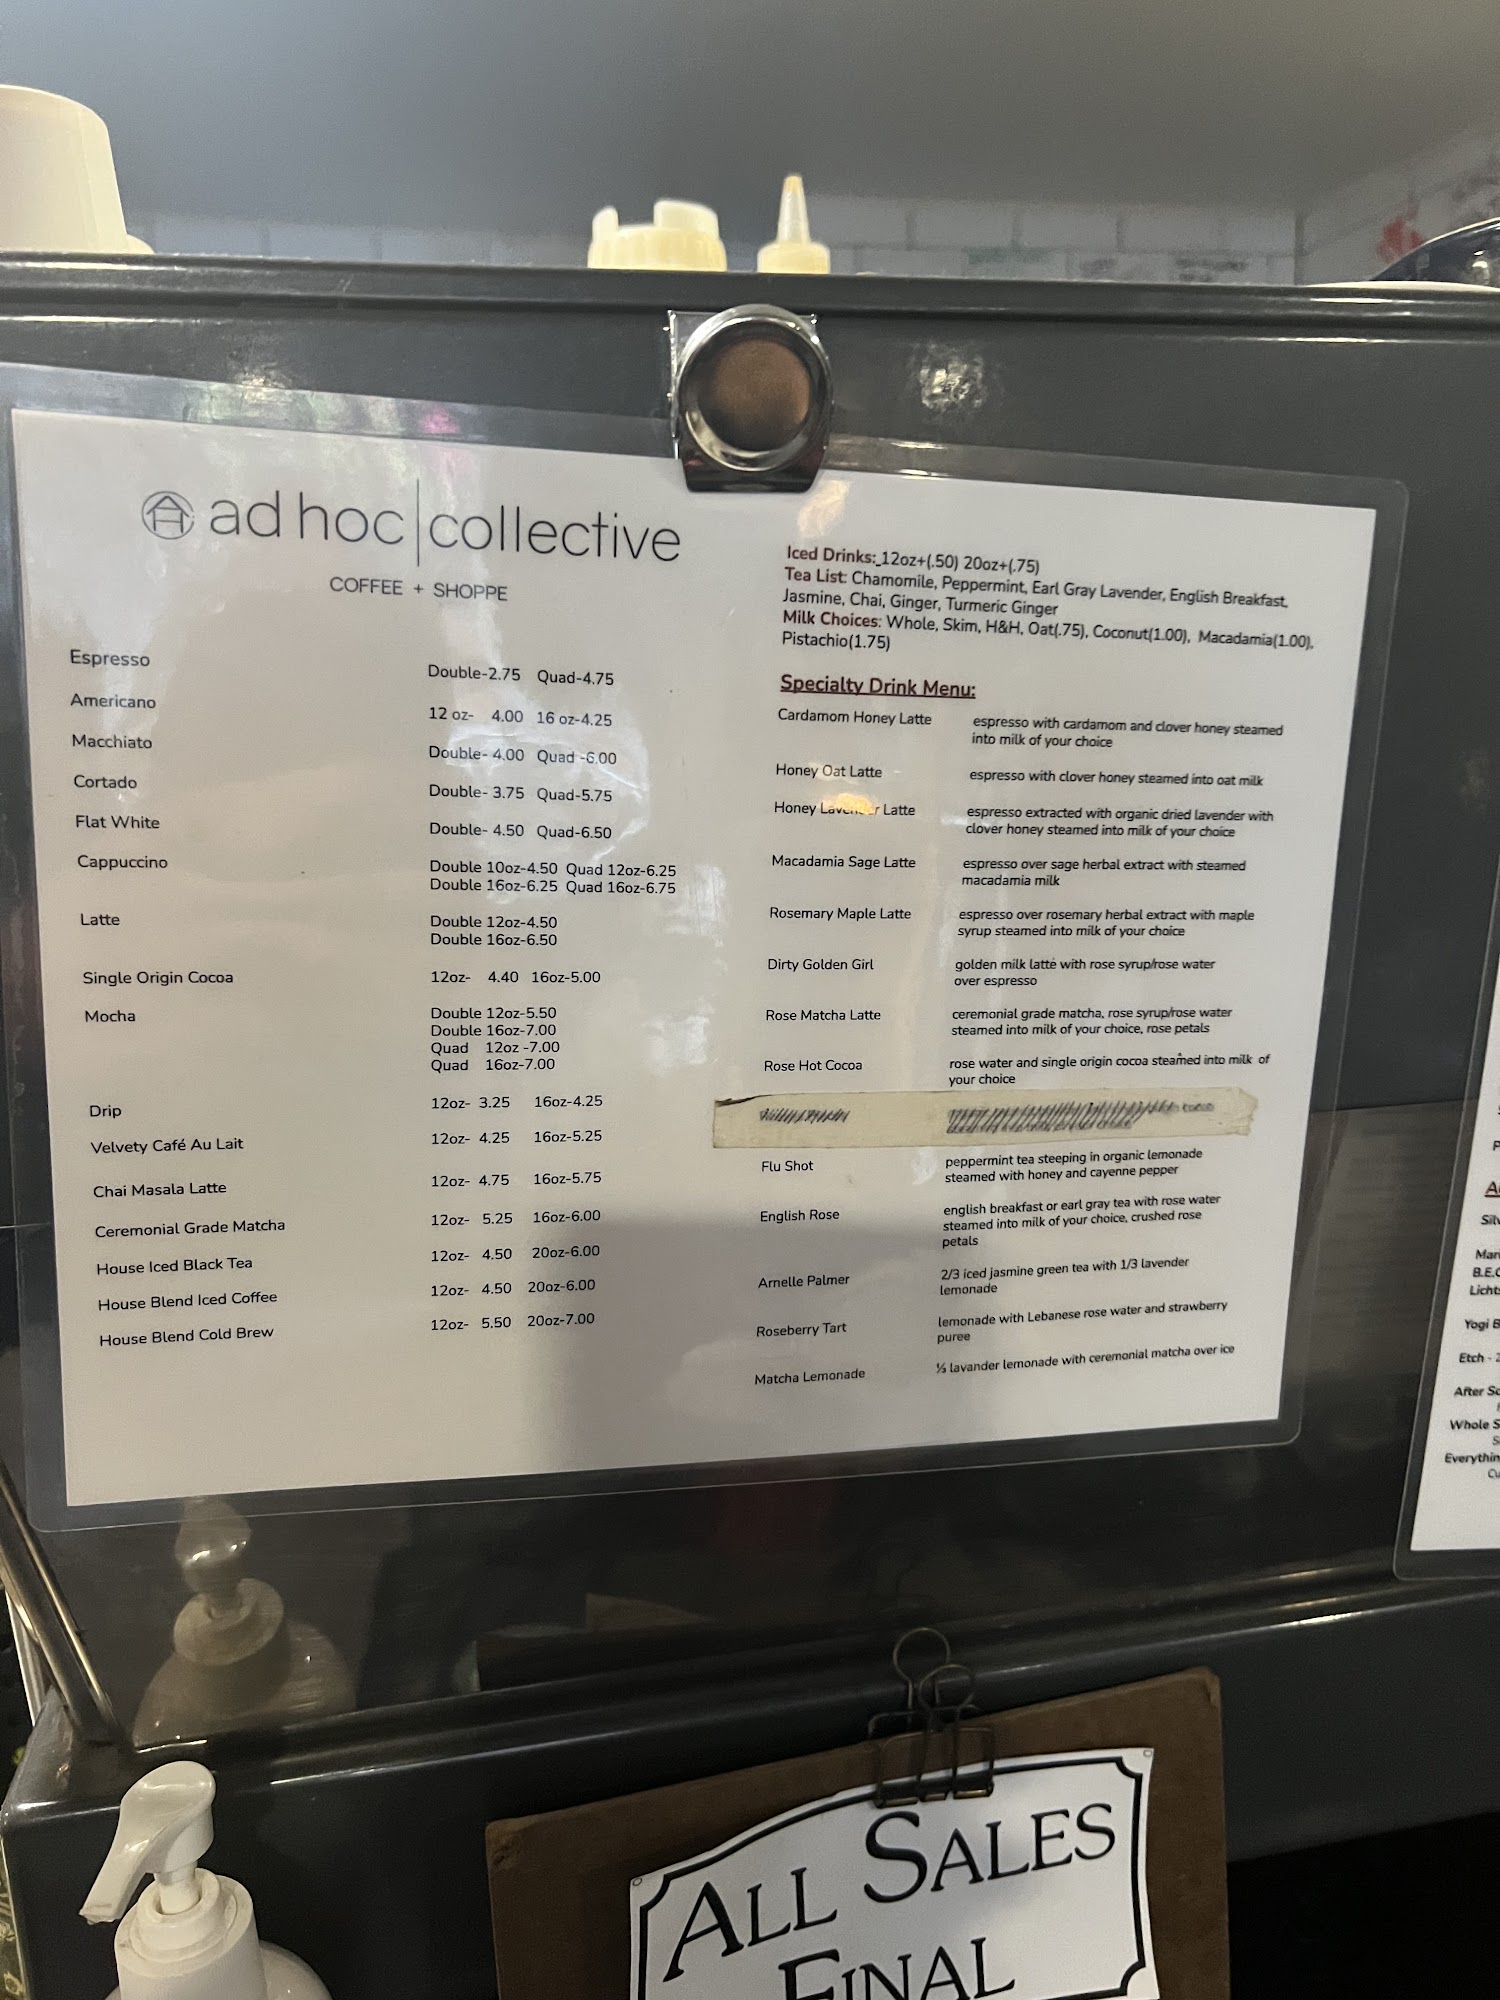 ad hoc | collective
COFFEE + SHOPPE
Espresso Double-2.75 Quad-4.75
Americano 12 oz- 4.00 16 oz-4.25
Macchiato Double- 4.00 Quad -6.00
Cortado Double- 3.75 Quad-5.75
Flat White Double- 4.50 Quad-6.50
Cappuccino Double 10oz-4.50 Quad 12oz-6.25
Double 16oz-6.25 Quad 16oz-6.75
Latte Double 12oz-4.50
Double 16oz-6.50
Single Origin Cocoa 12oz- 4.40 16oz-5.00
Mocha Double 12oz-5.50
Double 16oz-7.00
Quad 12oz -7.00
Quad 16oz-7.00
Drip 12oz- 3.25 16oz-4.25
Velvety Café Au Lait 12oz- 4.25 16oz-5.25
Chai Masala Latte 12oz- 4.75 16oz-5.75
Ceremonial Grade Matcha 12oz- 5.25 16oz-6.00
House Iced Black Tea 12oz- 4.50 20oz-6.00
House Blend Iced Coffee 12oz- 4.50 20oz-6.00
House Blend Cold Brew 12oz- 5.50 20oz-7.00
Iced Drinks: 12oz+(.50) 20oz+(.75)
Tea List: Chamomile, Peppermint, Earl Gray Lavender, English Breakfast,
Jasmine, Chai, Ginger, Turmeric Ginger
Milk Choices: Whole, Skim, H&H, Oat(.75), Coconut(1.00), Macadamia(1.00),
Pistachio(1.75)
Specialty Drink Menu:
Cardamom Honey Latte espresso with cardamom and clover honey steamed
into milk of your choice
Honey Oat Latte espresso with clover honey steamed into oat milk
Honey Lavender Latte espresso extracted with organic dried lavender with
clover honey steamed into milk of your choice
Macadamia Sage Latte espresso over sage herbal extract with steamed
macadamia milk
Rosemary Maple Latte espresso over rosemary herbal extract with maple
syrup steamed into milk of your choice
Dirty Golden Girl golden milk latte with rose syrup/rose water
over espresso
Rose Matcha Latte ceremonial grade matcha, rose syrup/rose water
steamed into milk of your choice, rose petals
Rose Hot Cocoa rose water and single origin cocoa steamed into milk of
your choice
Flu Shot peppermint tea steeping in organic lemonade
steamed with honey and cayenne pepper
English Rose english breakfast or earl gray tea with rose water
steamed into milk of your choice, crushed rose
petals
Arnelle Palmer 2/3 iced jasmine green tea with 1/3 lavender
lemonade
Roseberry Tart lemonade with Lebanese rose water and strawberry
puree
Matcha Lemonade ⅓ lavander lemonade with ceremonial matcha over ice
B.E.C
Yogi B
Etch - 2
After Sc
Whole S
Everythin
ALL SALES
FINAL